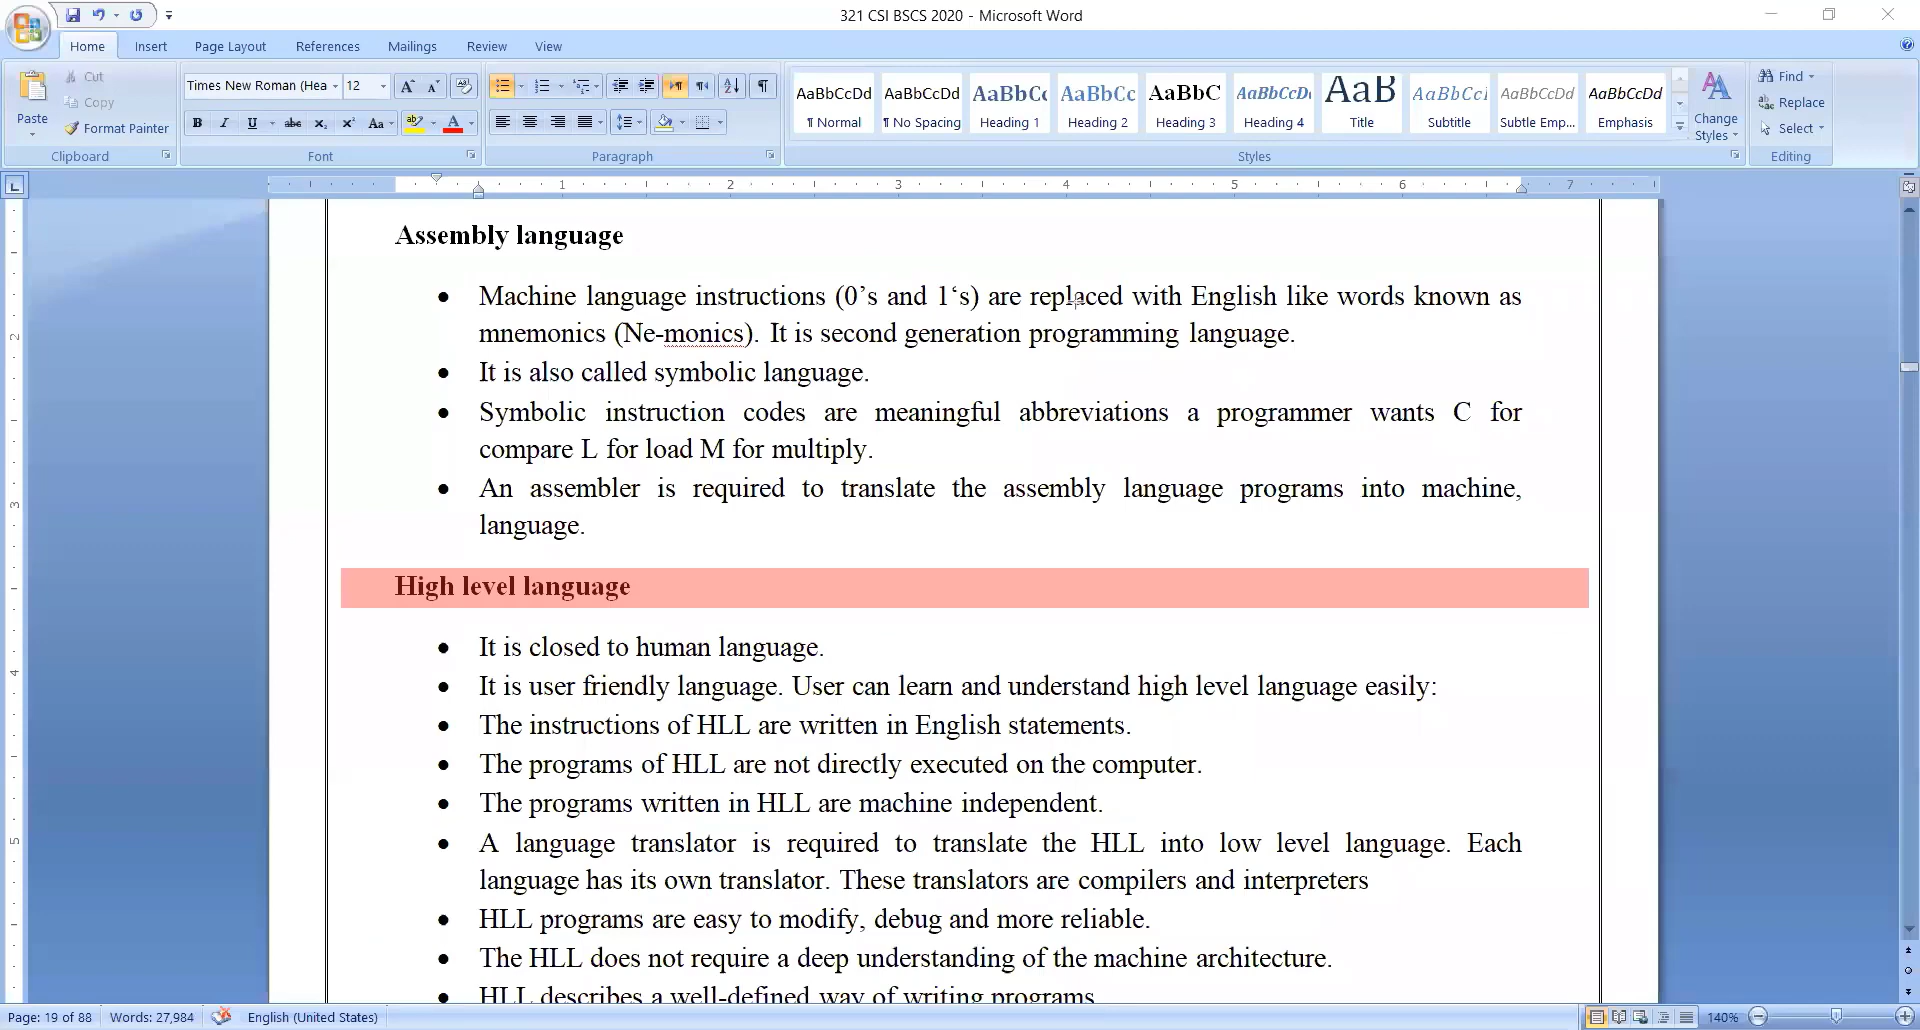 321 CSI BSCS 2020 - Microsoft Word
Home Insert Page Layout References Mailings Review View
Paste
Cut
Copy
Format Painter
Clipboard
Times New Roman (Hea 12
Font
Paragraph
AaBbCcDd AaBbCcDd AaBbCc AaBbCc AaBbC AaBbCcDc AaB AaBbCcI AaBbCcDd AaBbCcDd
¶ Normal ¶ No Spacing Heading 1 Heading 2 Heading 3 Heading 4 Title Subtitle Subtle Emp... Emphasis
Change
Styles
Styles
Find
Replace
Select
Editing
1 2 3 4 5 6 7
Assembly language
• Machine language instructions (0’s and 1‘s) are replaced with English like words known as
mnemonics (Ne-monics). It is second generation programming language.
• It is also called symbolic language.
• Symbolic instruction codes are meaningful abbreviations a programmer wants C for
compare L for load M for multiply.
• An assembler is required to translate the assembly language programs into machine,
language.
High level language
• It is closed to human language.
• It is user friendly language. User can learn and understand high level language easily:
• The instructions of HLL are written in English statements.
• The programs of HLL are not directly executed on the computer.
• The programs written in HLL are machine independent.
• A language translator is required to translate the HLL into low level language. Each
language has its own translator. These translators are compilers and interpreters
• HLL programs are easy to modify, debug and more reliable.
• The HLL does not require a deep understanding of the machine architecture.
• HLL describes a well-defined way of writing programs
2
3
4
5
Page: 19 of 88 Words: 27,984 English (United States) 140%